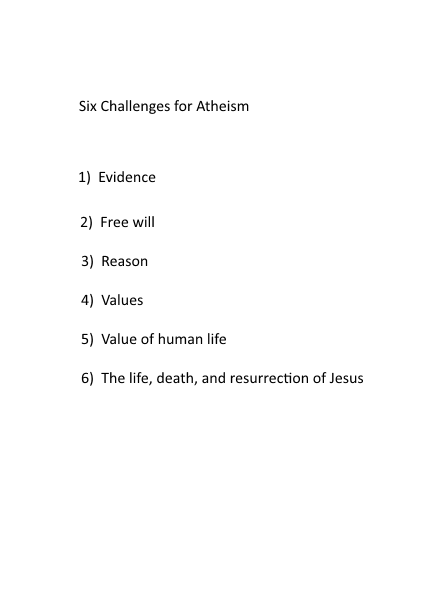 Six Challenges for Atheism
1) Evidence
2) Free will
3) Reason
4) Values
5) Value of human life
6) The life, death, and resurrection of Jesus